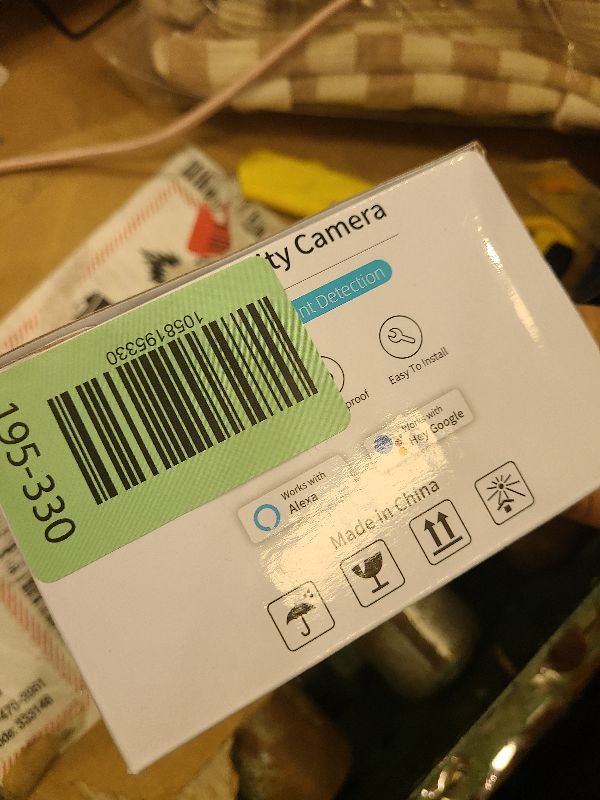 ity Camera
nt Detection
proof
Easy To Install
Works with
Alexa
Works with
Hey Google
Made in China
1058195330
195-330